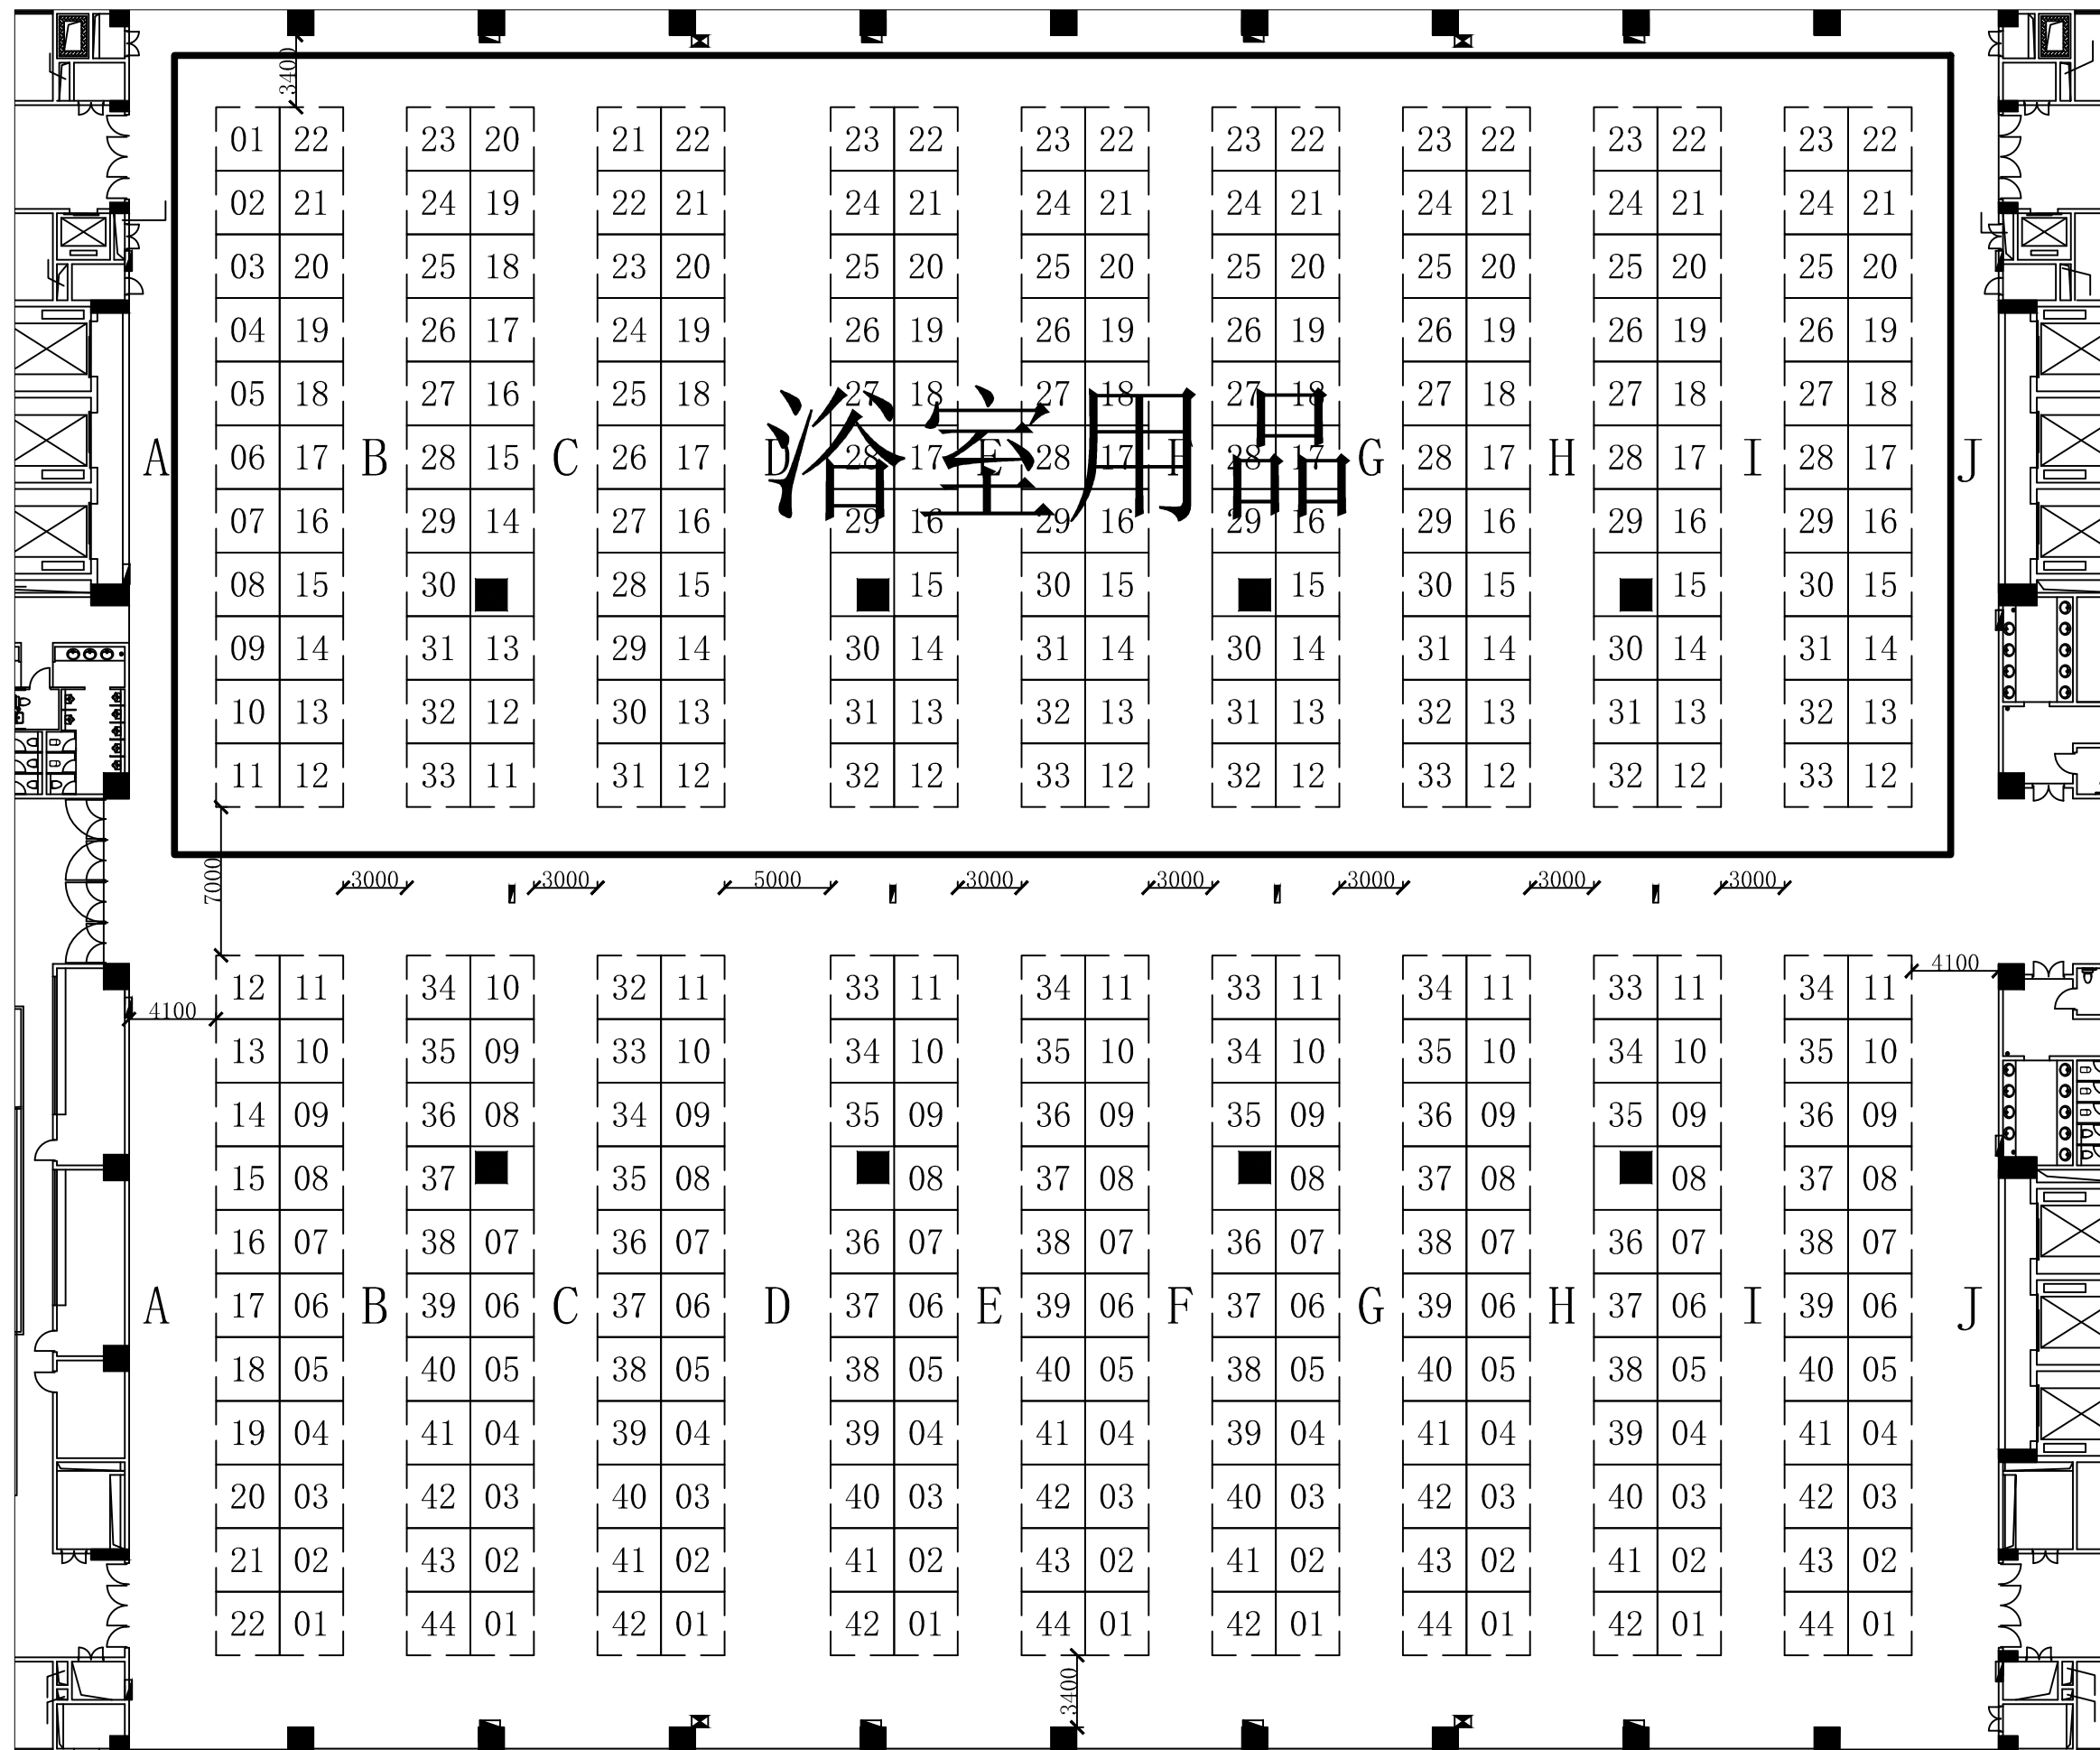 3400
01 22 23 20 21 22 23 22 23 22 23 22 23 22 23 22 23 22
02 21 24 19 22 21 24 21 24 21 24 21 24 21 24 21 24 21
03 20 25 18 23 20 25 20 25 20 25 20 25 20 25 20 25 20
04 19 26 17 24 19 26 19 26 19 26 19 26 19 26 19 26 19
05 18 27 16 25 18 27 18 27 18 27 18 27 18 27 18 27 18
浴室用品
A 06 17 B 28 15 C 26 17 D 28 17 E 28 17 F 28 17 G 28 17 H 28 17 I 28 17 J
07 16 29 14 27 16 29 16 29 16 29 16 29 16 29 16 29 16
08 15 30 28 15 15 30 15 15 30 15 15 30 15
09 14 31 13 29 14 30 14 31 14 30 14 31 14 30 14 31 14
10 13 32 12 30 13 31 13 32 13 31 13 32 13 31 13 32 13
11 12 33 11 31 12 32 12 33 12 32 12 33 12 32 12 33 12
7000 3000 3000 5000 3000 3000 3000 3000 3000
4100
12 11 34 10 32 11 33 11 34 11 33 11 34 11 33 11 34 11
4100
13 10 35 09 33 10 34 10 35 10 34 10 35 10 34 10 35 10
14 09 36 08 34 09 35 09 36 09 35 09 36 09 35 09 36 09
15 08 37 35 08 08 37 08 08 37 08 08 37 08
16 07 38 07 36 07 36 07 38 07 36 07 38 07 36 07 38 07
A 17 06 B 39 06 C 37 06 D 37 06 E 39 06 F 37 06 G 39 06 H 37 06 I 39 06 J
18 05 40 05 38 05 38 05 40 05 38 05 40 05 38 05 40 05
19 04 41 04 39 04 39 04 41 04 39 04 41 04 39 04 41 04
20 03 42 03 40 03 40 03 42 03 40 03 42 03 40 03 42 03
21 02 43 02 41 02 41 02 43 02 41 02 43 02 41 02 43 02
22 01 44 01 42 01 42 01 44 01 42 01 44 01 42 01 44 01
3400